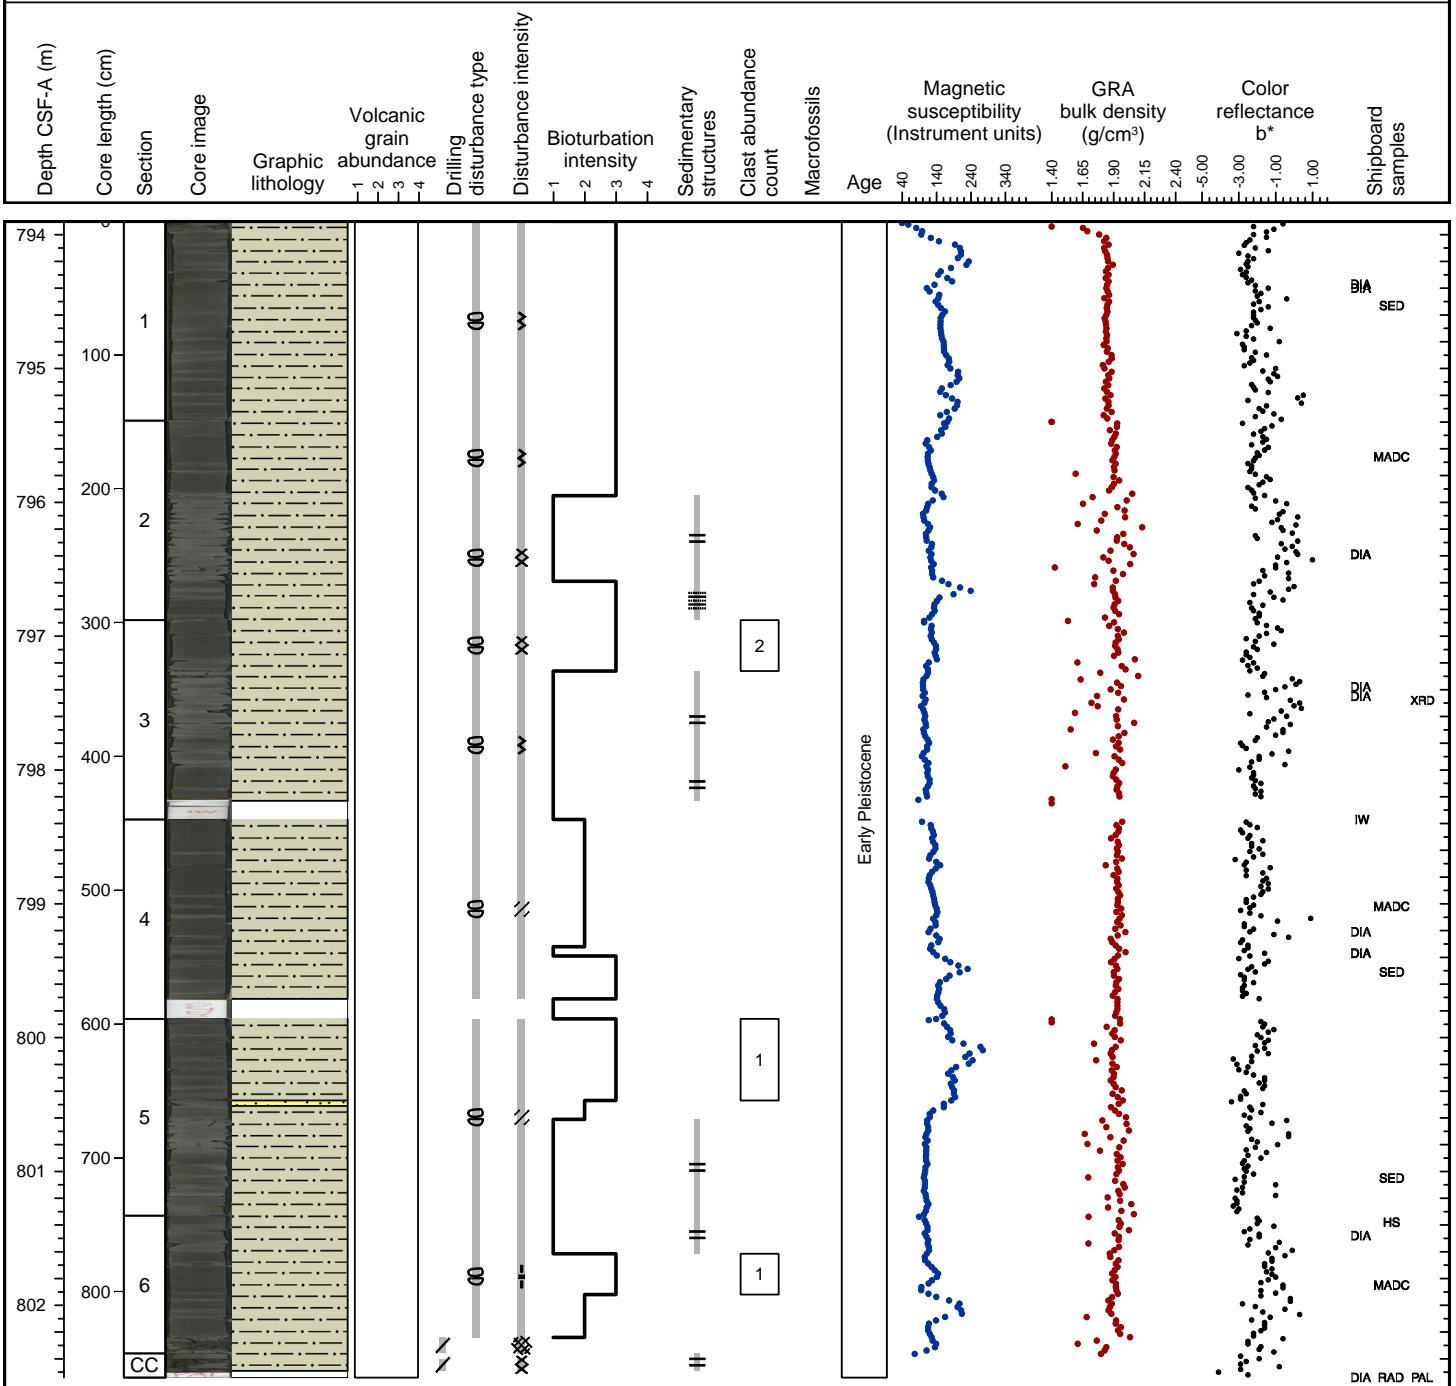 Depth CSF-A (m)
Core length (cm)
Section
Core image
Graphic
lithology
Volcanic
grain
abundance
1 2 3 4
Drilling
disturbance type
Disturbance intensity
Bioturbation
intensity
1 2 3 4
Sedimentary
structures
Clast abundance
count
Macrofossils
Age
Magnetic
susceptibility
(Instrument units)
40 140 240 340
GRA
bulk density
(g/cm³)
1.40 1.65 1.90 2.15 2.40
Color
reflectance
b*
-5.00 -3.00 -1.00 1.00
Shipboard
samples
794
795
796
797
798
799
800
801
802
0
100
200
300
400
500
600
700
800
1
2
3
4
5
6
CC
2
1
1
Early Pleistocene
DIA
DIA
SED
MADC
DIA
DIA
DIA
XRD
IW
MADC
DIA
DIA
SED
SED
HS
DIA
MADC
DIA RAD PAL